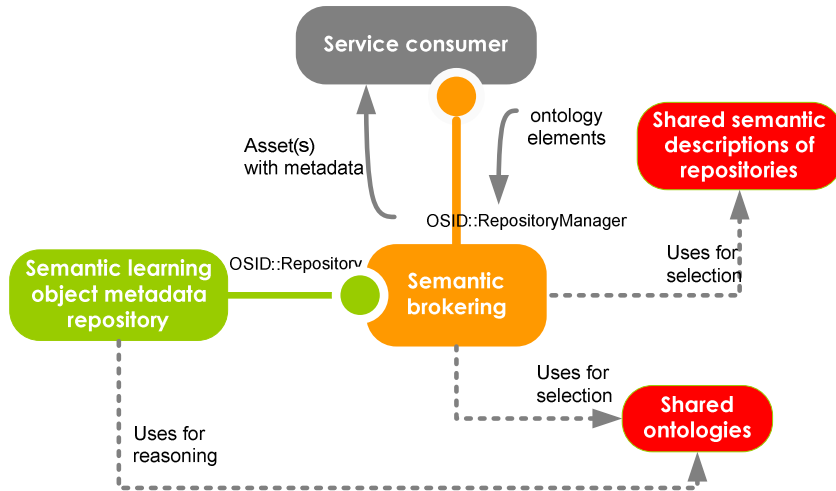 Service consumer
Asset(s)
with metadata
ontology
elements
Shared semantic
descriptions of
repositories
OSID::RepositoryManager
OSID::Repository
Semantic learning
object metadata
repository
Semantic
brokering
Uses for
selection
Uses for
selection
Shared
ontologies
Uses for
reasoning